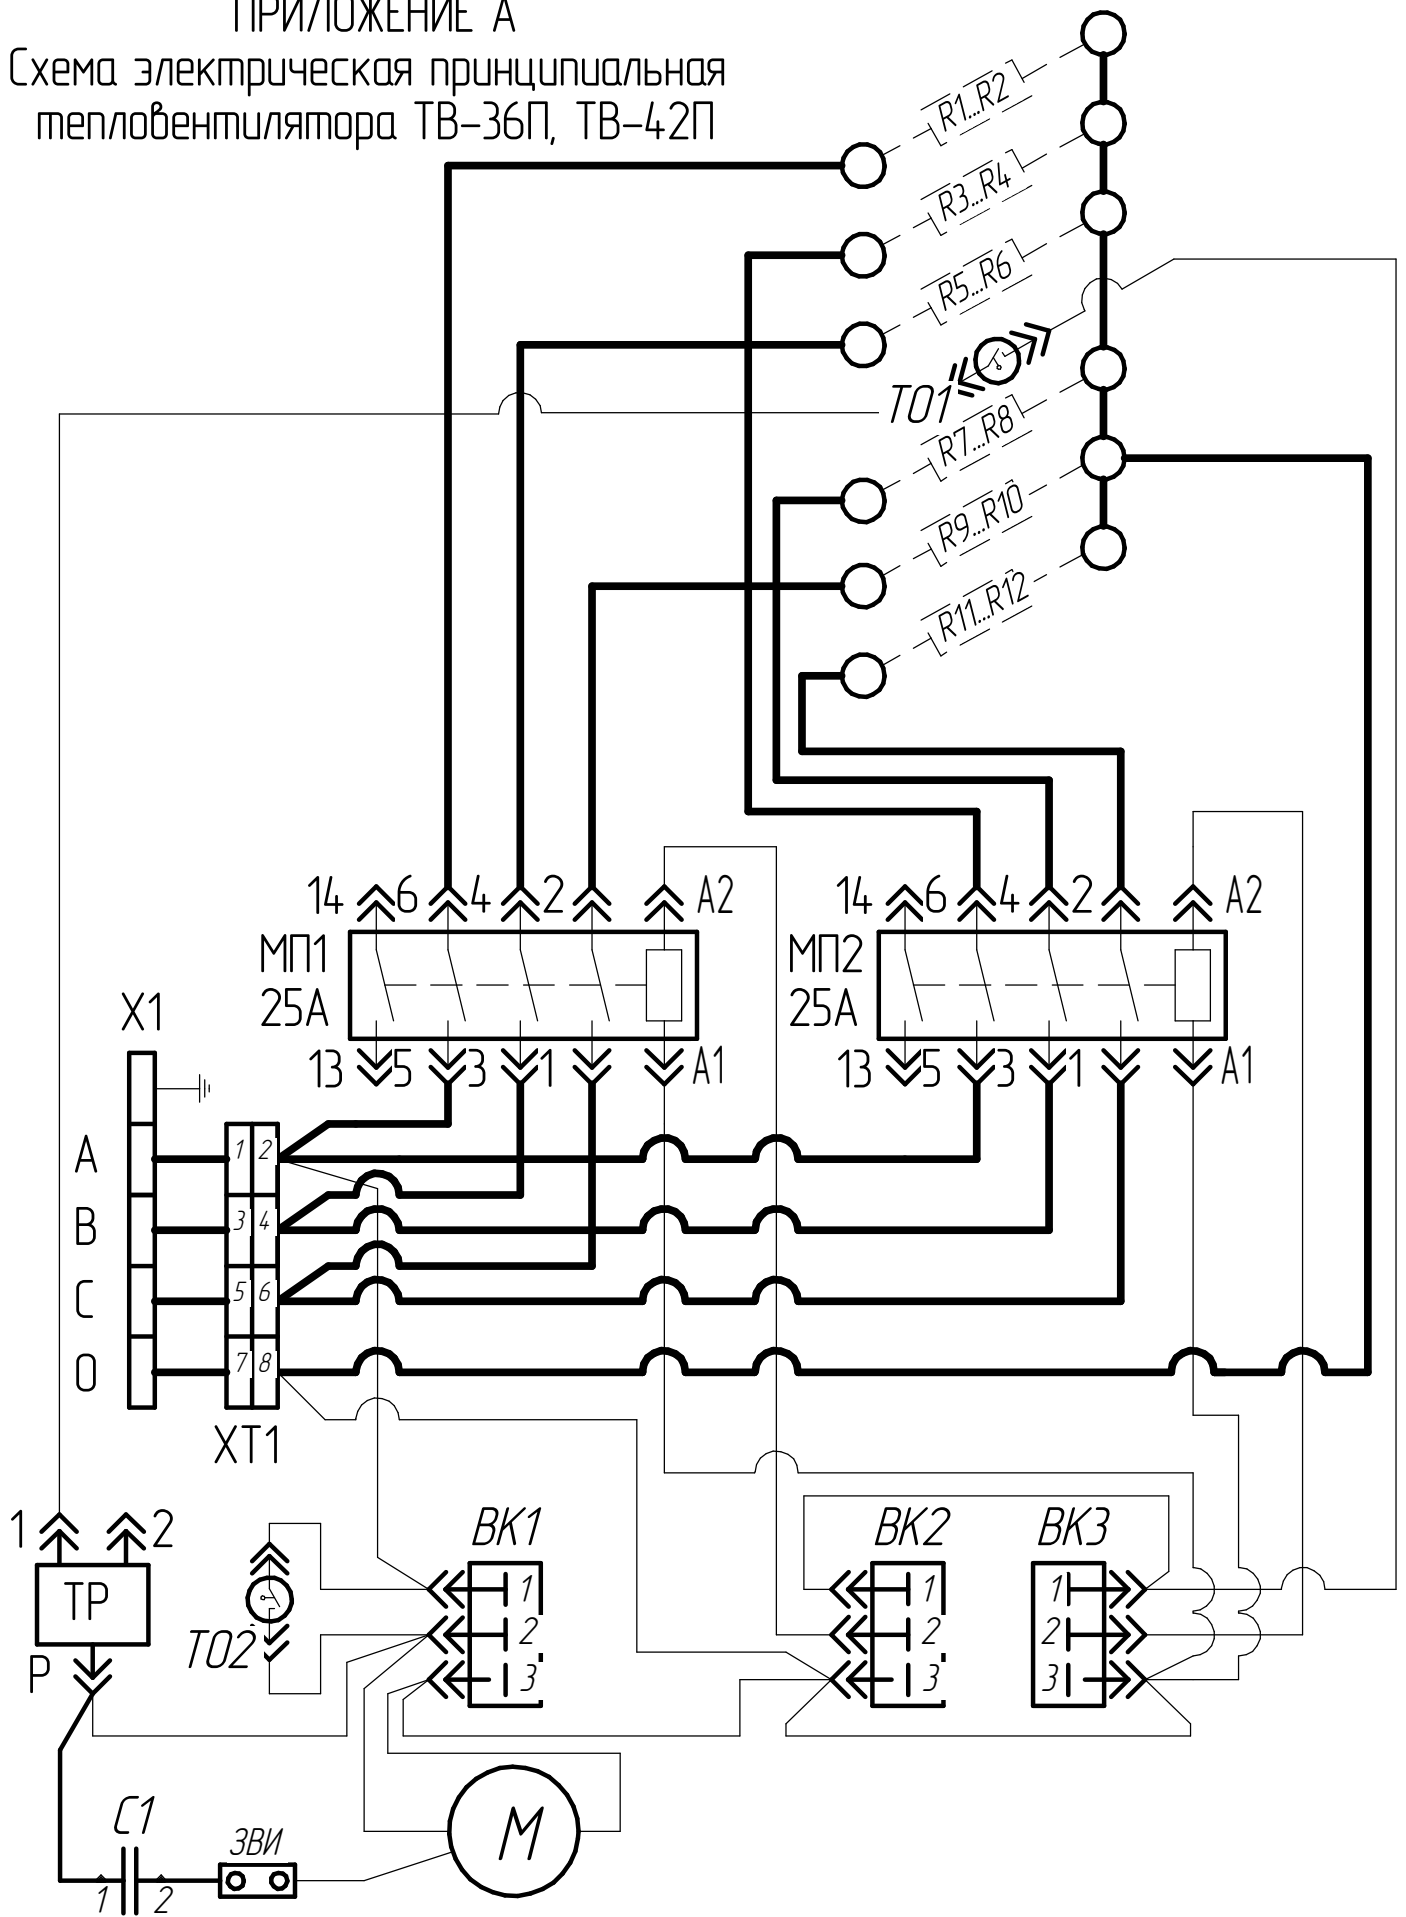 ПРИЛОЖЕНИЕ А
Схема электрическая принципиальная
тепловентилятора ТВ-36П, ТВ-42П
R1...R2
R3...R4
R5...R6
ТО1
R7...R8
R9...R10
R11...R12
14 6 4 2 А2
14 6 4 2 А2
МП1
25А
МП2
25А
13 5 3 1 А1
13 5 3 1 А1
Х1
А 1 2
В 3 4
С 5 6
О 7 8
ХТ1
1 2
ТР
Р
ТО2
ВК1
1
2
3
ВК2
1
2
3
ВК3
1
2
3
М
С1
1 2
ЗВИ